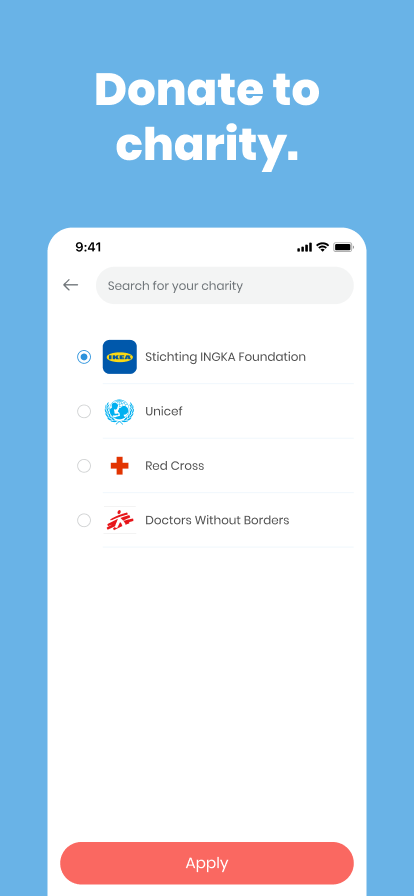 Donate to
charity.
9:41
Search for your charity
IKEA
Stichting INGKA Foundation
Unicef
Red Cross
Doctors Without Borders
Apply